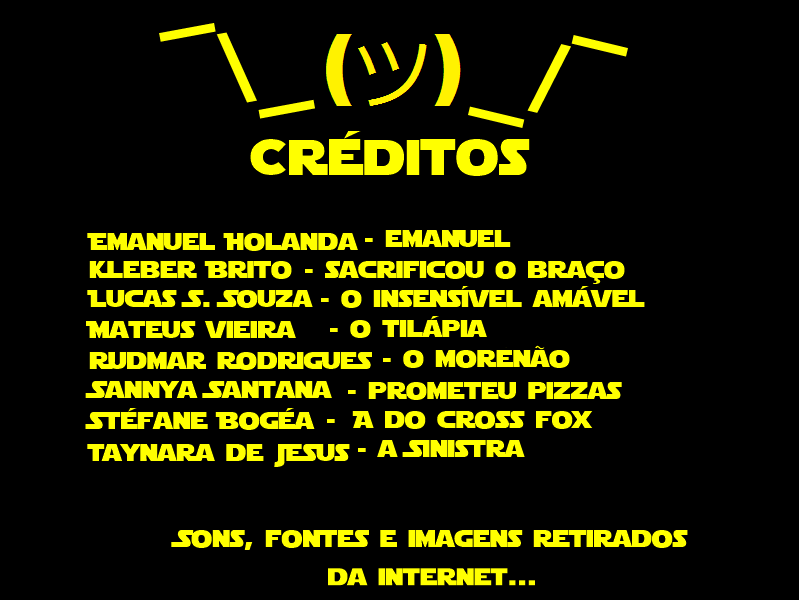 ¯\_(ツ)_/¯
CRÉDITOS
EMANUEL HOLANDA - EMANUEL
KLEBER BRITO - SACRIFICOU O BRAÇO
LUCAS S. SOUZA - O INSENSÍVEL AMÁVEL
MATEUS VIEIRA - O TILÁPIA
RUDMAR RODRIGUES - O MORENÃO
SANNYA SANTANA - PROMETEU PIZZAS
STÉFANE BOGÉA - A DO CROSS FOX
TAYNARA DE JESUS - A SINISTRA
SONS, FONTES E IMAGENS RETIRADOS
DA INTERNET...